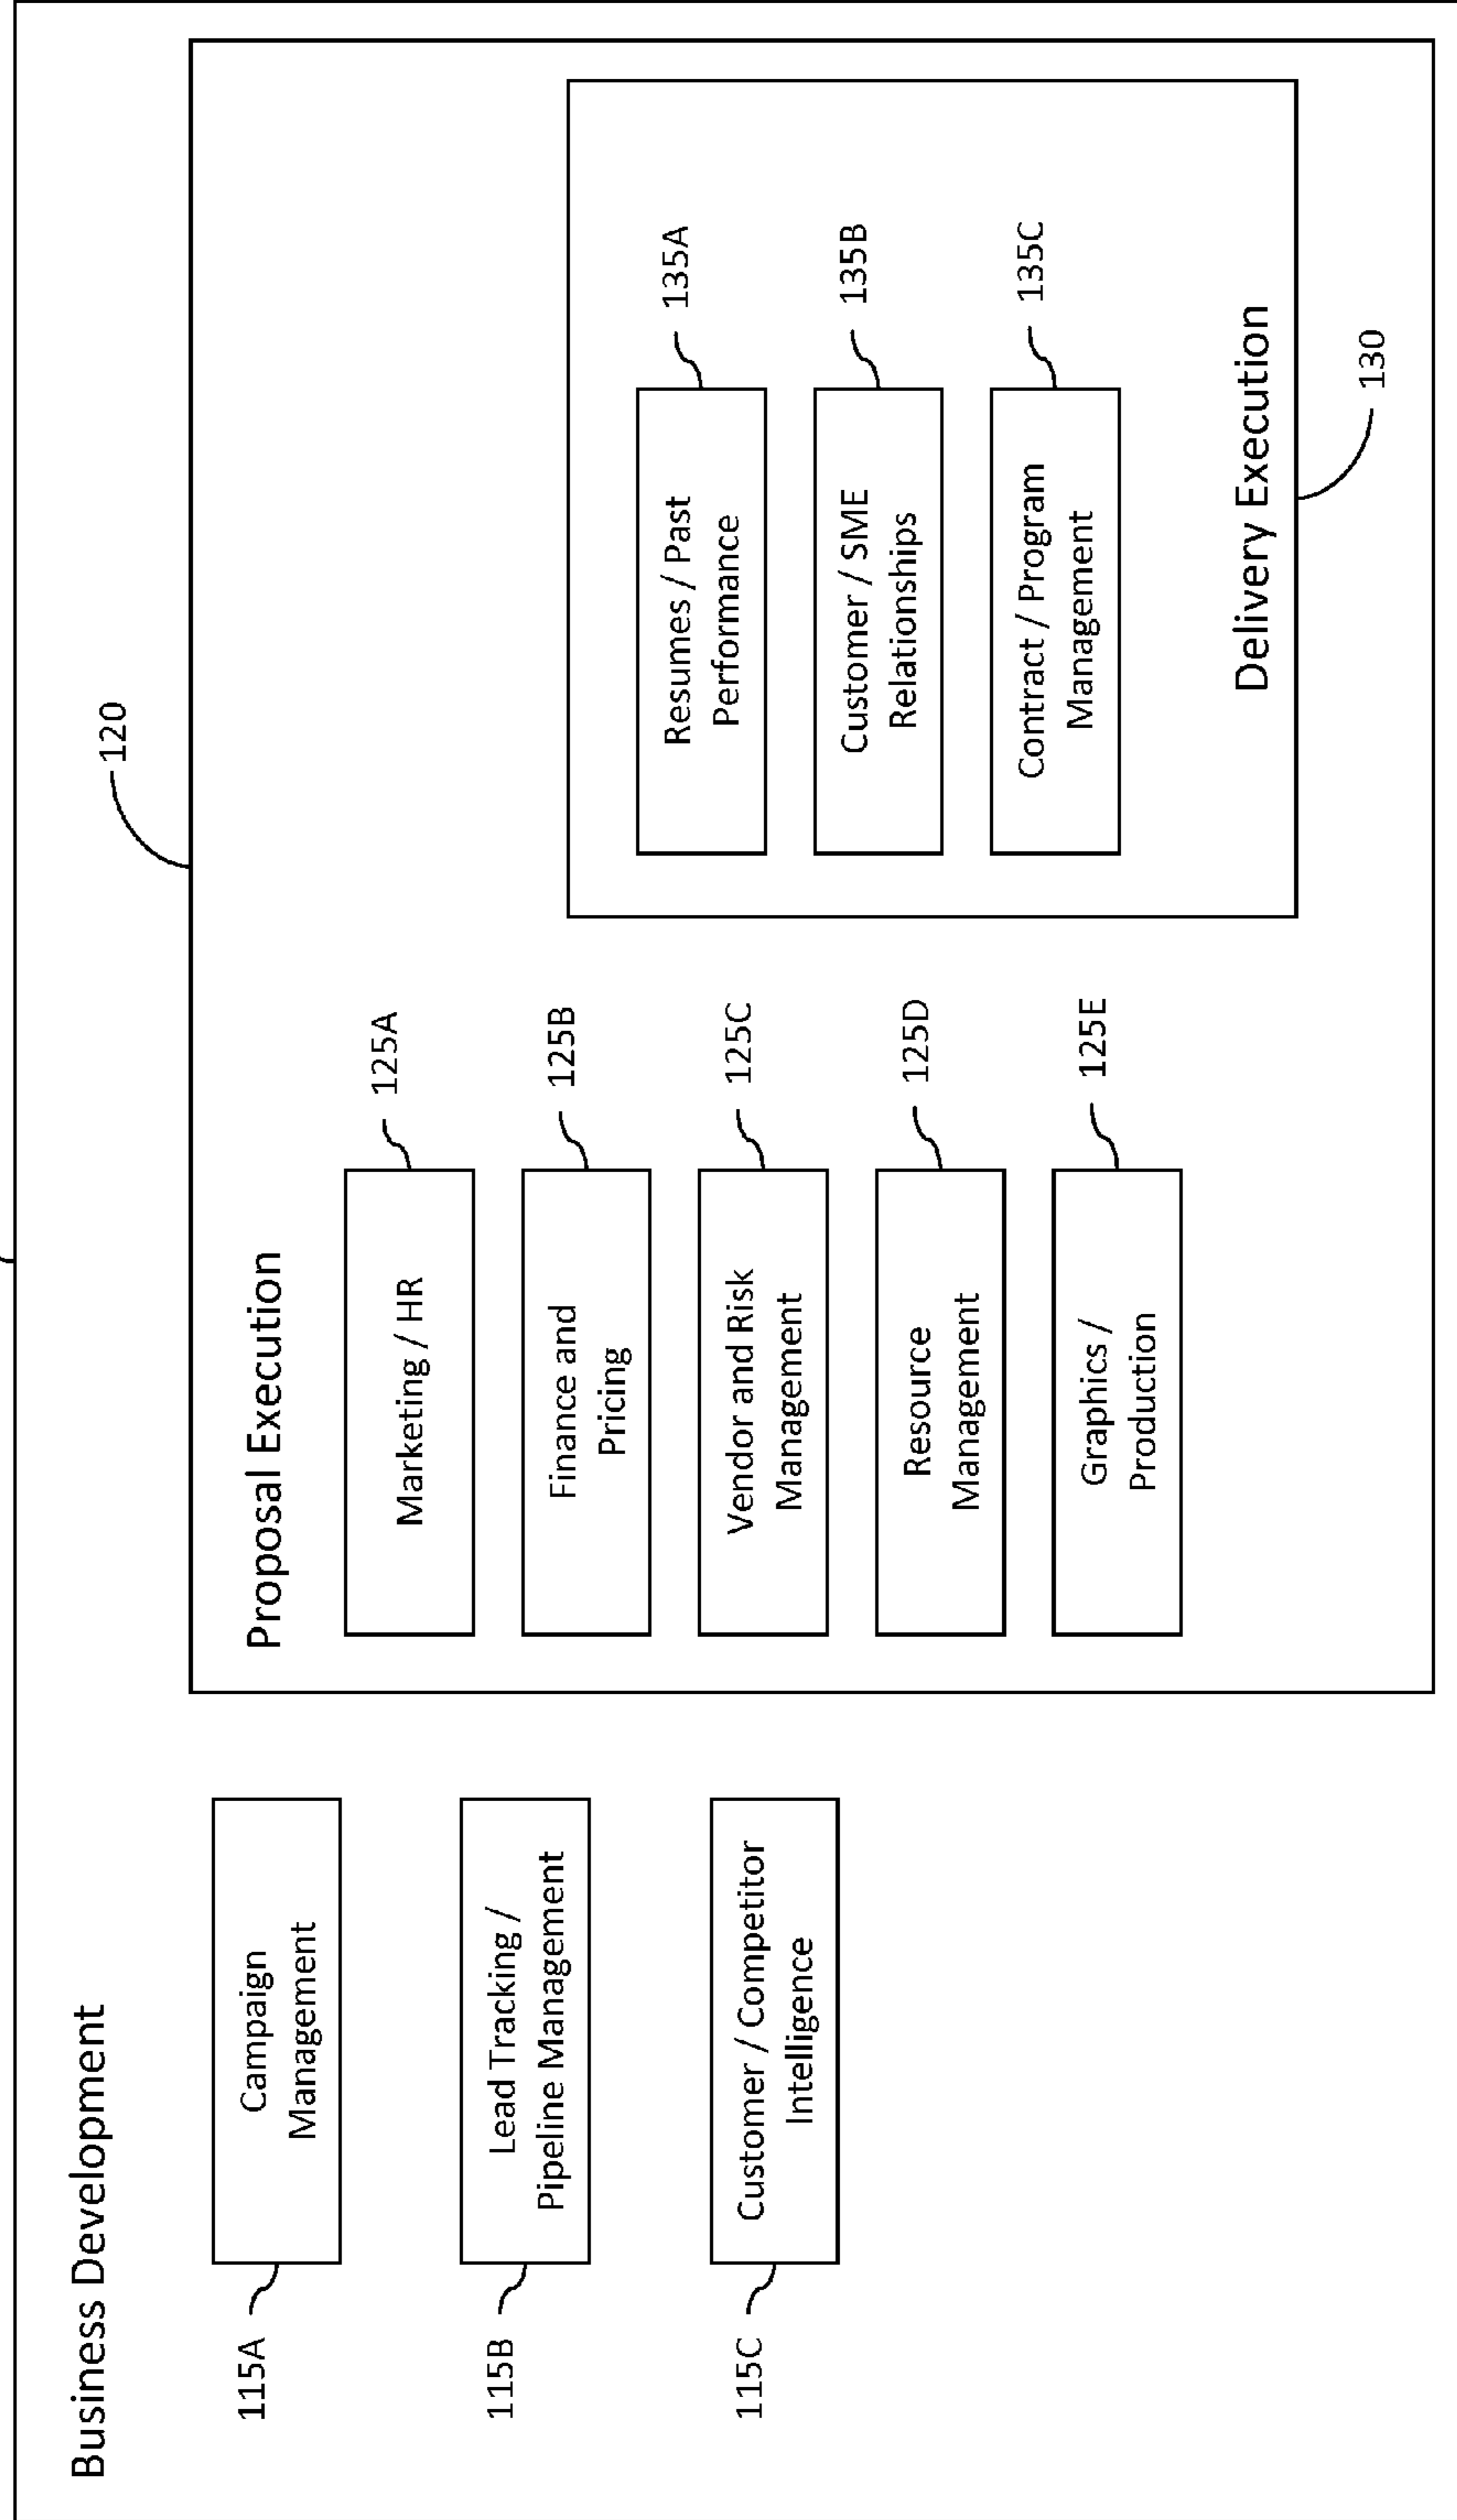 Business Development
115A
Campaign
Management
115B
Lead Tracking /
Pipeline Management
115C
Customer / Competitor
Intelligence
120
Proposal Execution
125A
Marketing / HR
125B
Finance and
Pricing
125C
Vendor and Risk
Management
125D
Resource
Management
125E
Graphics /
Production
135A
Resumes / Past
Performance
135B
Customer / SME
Relationships
135C
Contract / Program
Management
Delivery Execution
130